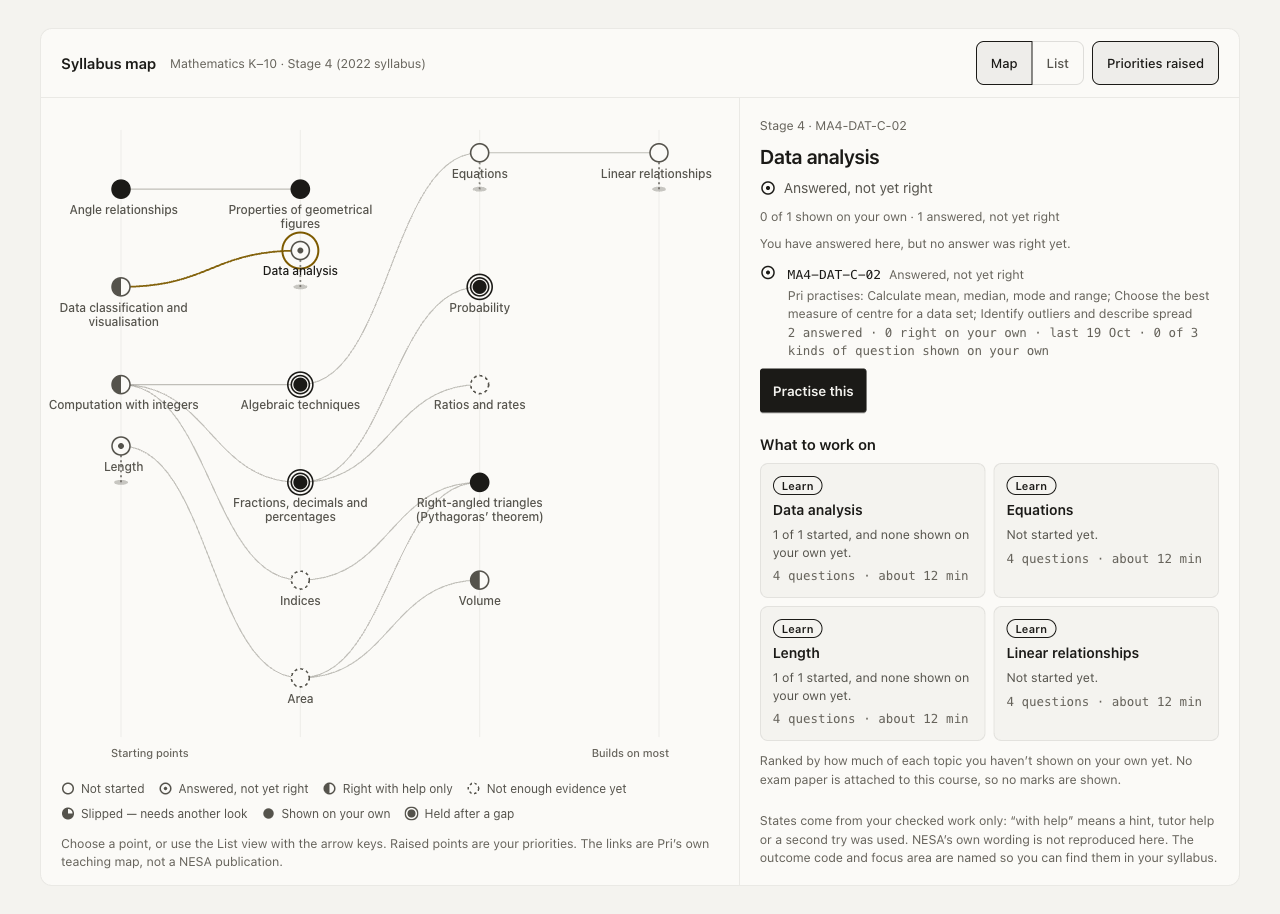 Syllabus map
Mathematics K–10 · Stage 4 (2022 syllabus)
Map
List
Priorities raised
Equations
Linear relationships
Angle relationships
Properties of geometrical
figures
Data analysis
Data classification and
visualisation
Probability
Computation with integers
Algebraic techniques
Ratios and rates
Length
Fractions, decimals and
percentages
Right-angled triangles
(Pythagoras’ theorem)
Indices
Volume
Area
Starting points
Builds on most
Not started
Answered, not yet right
Right with help only
Not enough evidence yet
Slipped — needs another look
Shown on your own
Held after a gap
Choose a point, or use the List view with the arrow keys. Raised points are your priorities. The links are Pri’s own
teaching map, not a NESA publication.
Stage 4 · MA4-DAT-C-02
Data analysis
Answered, not yet right
0 of 1 shown on your own · 1 answered, not yet right
You have answered here, but no answer was right yet.
MA4-DAT-C-02 Answered, not yet right
Pri practises: Calculate mean, median, mode and range; Choose the best
measure of centre for a data set; Identify outliers and describe spread
2 answered · 0 right on your own · last 19 Oct · 0 of 3
kinds of question shown on your own
Practise this
What to work on
Learn
Data analysis
1 of 1 started, and none shown on
your own yet.
4 questions · about 12 min
Learn
Equations
Not started yet.
4 questions · about 12 min
Learn
Length
1 of 1 started, and none shown on
your own yet.
4 questions · about 12 min
Learn
Linear relationships
Not started yet.
4 questions · about 12 min
Ranked by how much of each topic you haven’t shown on your own yet. No
exam paper is attached to this course, so no marks are shown.
States come from your checked work only: “with help” means a hint, tutor help
or a second try was used. NESA’s own wording is not reproduced here. The
outcome code and focus area are named so you can find them in your syllabus.